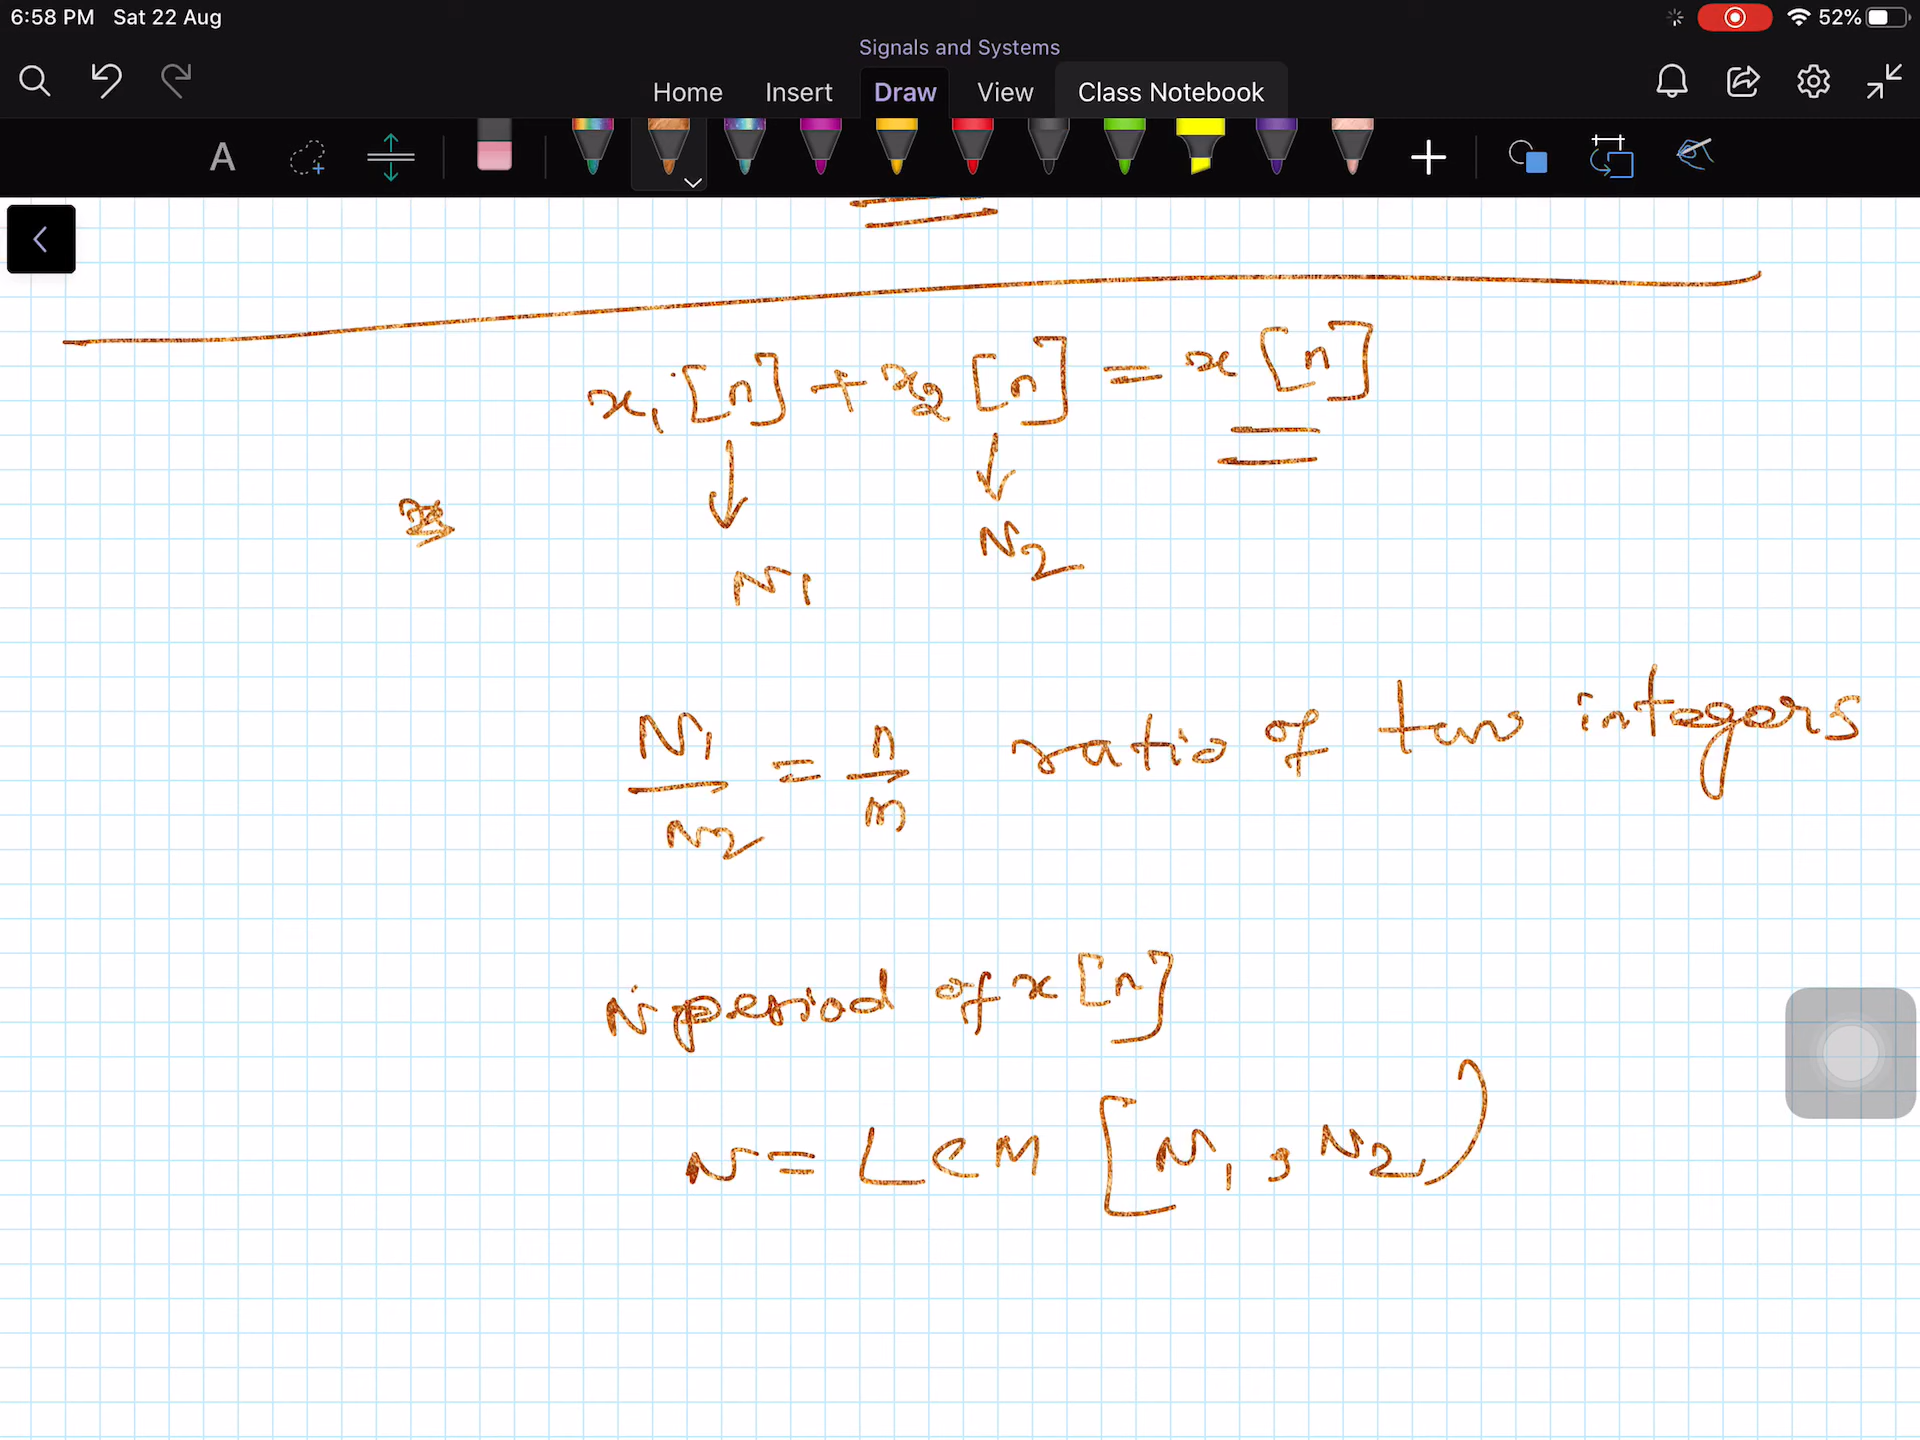 6:58 PM Sat 22 Aug
52%
Signals and Systems
Home Insert Draw View Class Notebook
A
x₁[n] + x₂[n] = x[n]
N₁
N₂
N₁/N₂ = n/m ratio of two integers
N period of x[n]
N = LCM [N₁, N₂)